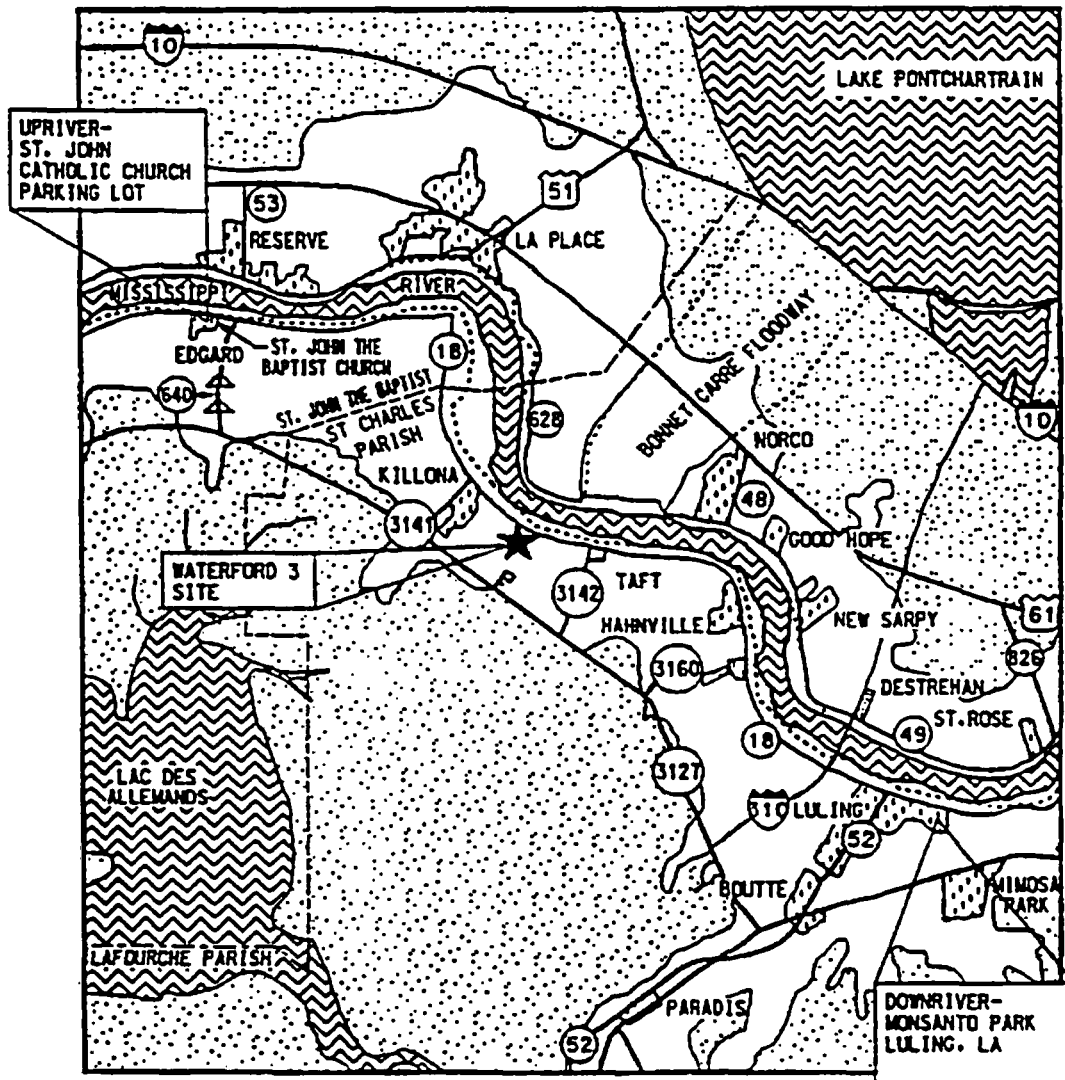 10
LAKE PONTCHARTRAIN
UPRIVER-
ST. JOHN
CATHOLIC CHURCH
PARKING LOT
53
51
RESERVE
LA PLACE
MISSISSIPPI
RIVER
EDGARD
ST. JOHN THE
BAPTIST CHURCH
18
640
ST. JOHN THE BAPTIST
ST CHARLES
PARISH
628
BONNET CARRE FLOODWAY
10
NORCO
KILLONA
48
3141
GOOD HOPE
WATERFORD 3
SITE
3142
TAFT
HAHNVILLE
NEW SARPY
61
3160
826
DESTREHAN
ST. ROSE
18
49
3127
LAC DES
ALLEMANDS
310
LULING
52
BOUTTE
MIMOSA
PARK
LAFOURCHE PARISH
PARADIS
52
DOWNRIVER-
MONSANTO PARK
LULING, LA